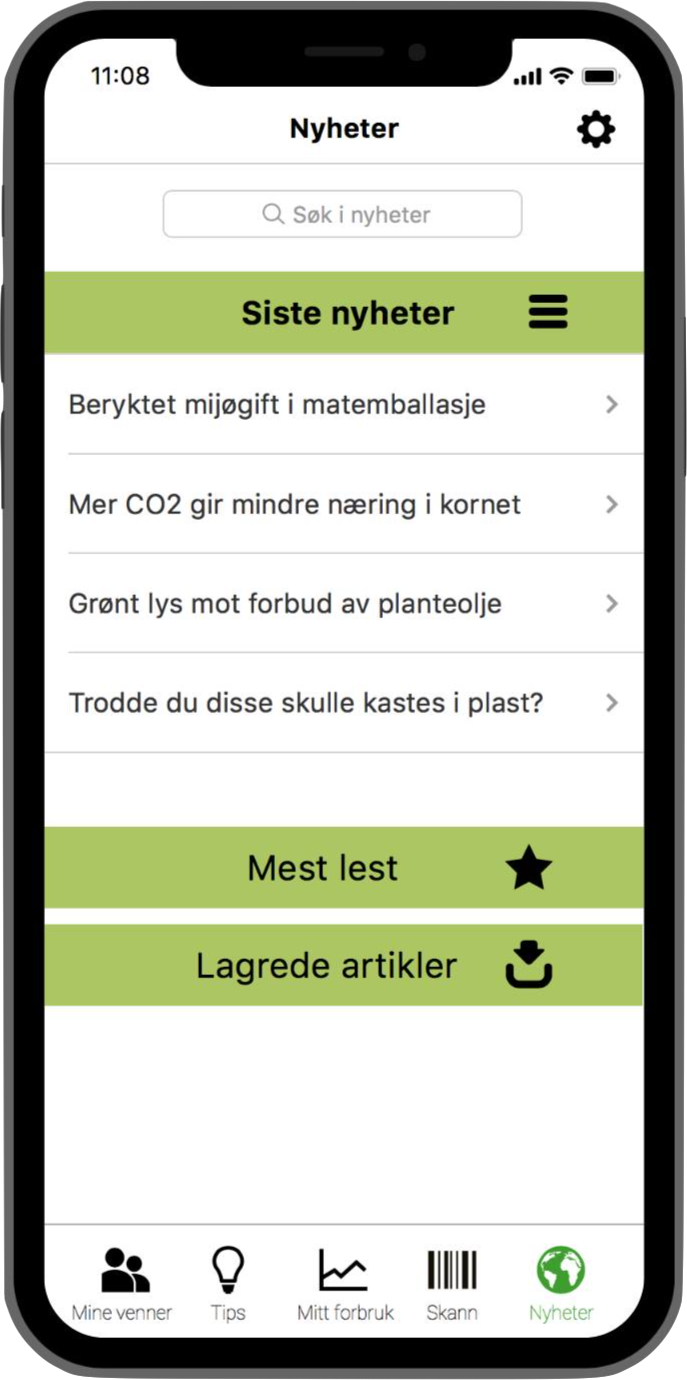 11:08
Nyheter
Søk i nyheter
Siste nyheter
Beryktet mijøgift i matemballasje
Mer CO2 gir mindre næring i kornet
Grønt lys mot forbud av planteolje
Trodde du disse skulle kastes i plast?
Mest lest
Lagrede artikler
Mine venner Tips Mitt forbruk Skann Nyheter